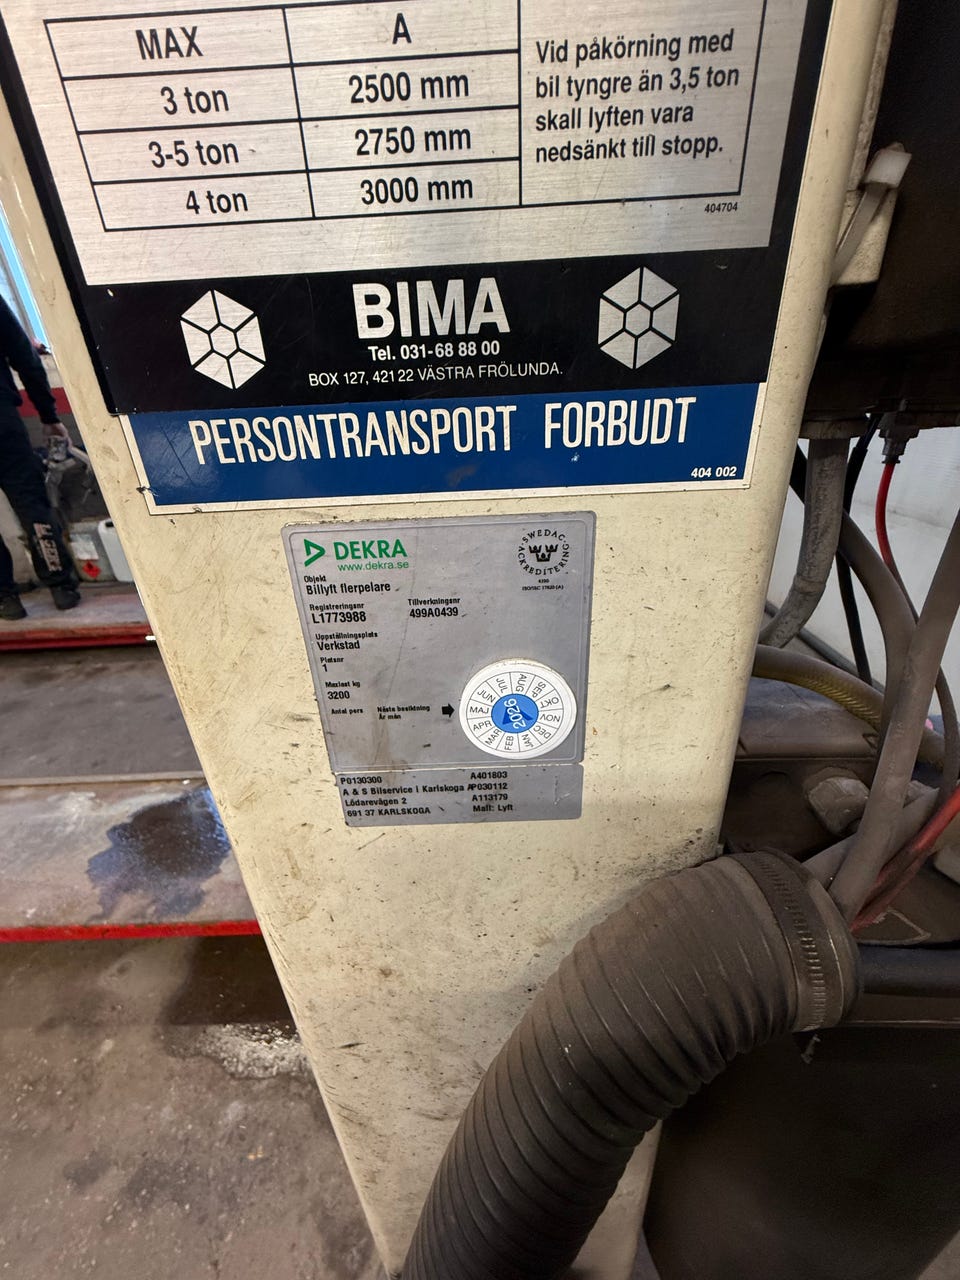 MAX A
3 ton 2500 mm
3-5 ton 2750 mm
4 ton 3000 mm
Vid påkörning med
bil tyngre än 3,5 ton
skall lyften vara
nedsänkt till stopp.
404704
BIMA
Tel. 031-68 88 00
BOX 127, 421 22 VÄSTRA FRÖLUNDA.
PERSONTRANSPORT FORBUDT
404 002
DEKRA
www.dekra.se
SWEDAC ACKREDITERING
Objekt
Billyft flerpelare
Registreringsnr Tillverkningsnr
L1773988 499A0439
Uppställningsplats
Verkstad
Platsnr
1
Maxlast kg
3200
Antal pers Nästa besiktning
År mån
2026
JAN FEB MAR APR MAJ JUN JUL AUG SEP OKT NOV DEC
P0130300 A401803
A & S Bilservice i Karlskoga AP030112
Lödarevägen 2 A113179
691 37 KARLSKOGA Mall: Lyft